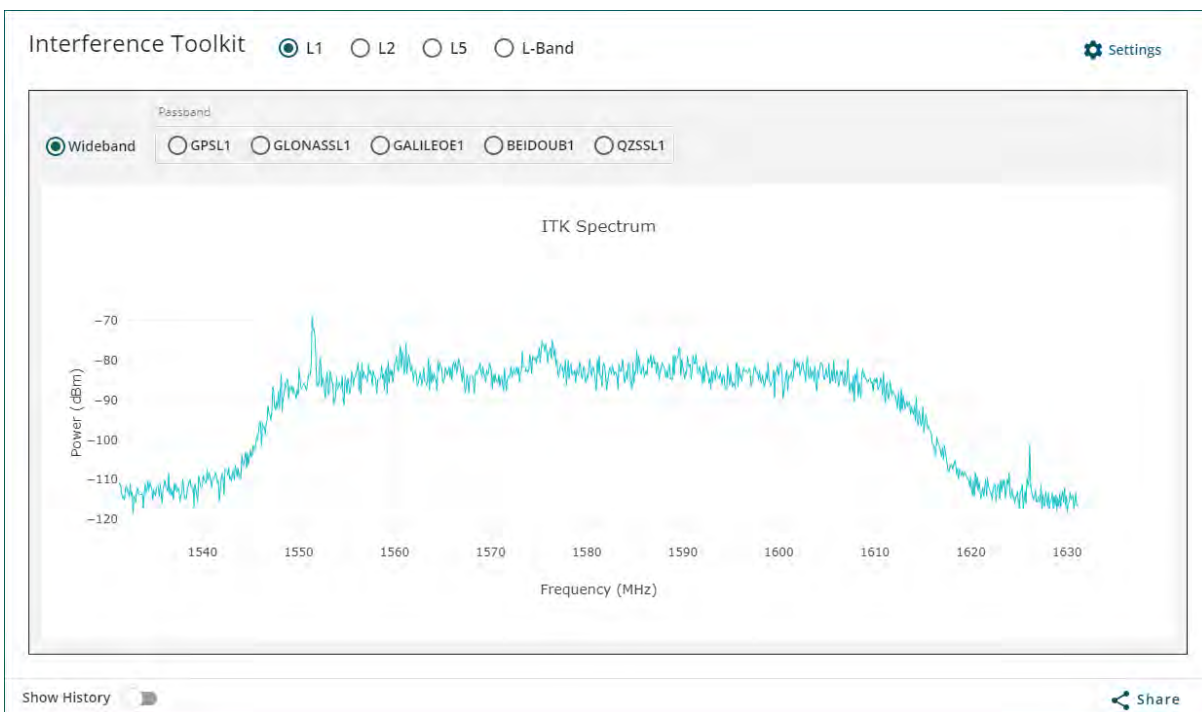 Interference Toolkit L1 L2 L5 L-Band Settings
Passband
Wideband GPSL1 GLONASSL1 GALILEOE1 BEIDOUB1 QZSSL1
ITK Spectrum
−70
−80
−90
−100
−110
−120
Power (dBm)
1540 1550 1560 1570 1580 1590 1600 1610 1620 1630
Frequency (MHz)
Show History Share